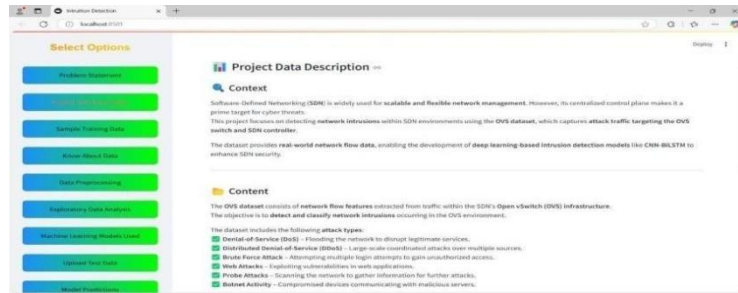 Intrusion Detection
localhost:8501
Deploy
Select Options
Problem Statement
Sample Training Data
Know About Data
Data Preprocessing
Exploratory Data Analysis
Machine Learning Models Used
Upload Test Data
Model Predictions
Project Data Description
Context
Software-Defined Networking (SDN) is widely used for scalable and flexible network management. However, its centralized control plane makes it a
prime target for cyber threats.
This project focuses on detecting network intrusions within SDN environments using the OVS dataset, which captures attack traffic targeting the OVS
switch and SDN controller.
The dataset provides real-world network flow data, enabling the development of deep learning-based intrusion detection models like CNN-BILSTM to
enhance SDN security.
Content
The OVS dataset consists of network flow features extracted from traffic within the SDN's Open vSwitch (OVS) infrastructure.
The objective is to detect and classify network intrusions occurring in the OVS environment.
The dataset includes the following attack types:
Denial-of-Service (DoS) – Flooding the network to disrupt legitimate services.
Distributed Denial-of-Service (DDoS) – Large-scale coordinated attacks over multiple sources.
Brute Force Attack – Attempting multiple login attempts to gain unauthorized access.
Web Attacks – Exploiting vulnerabilities in web applications.
Probe Attacks – Scanning the network to gather information for further attacks.
Botnet Activity – Compromised devices communicating with malicious servers.